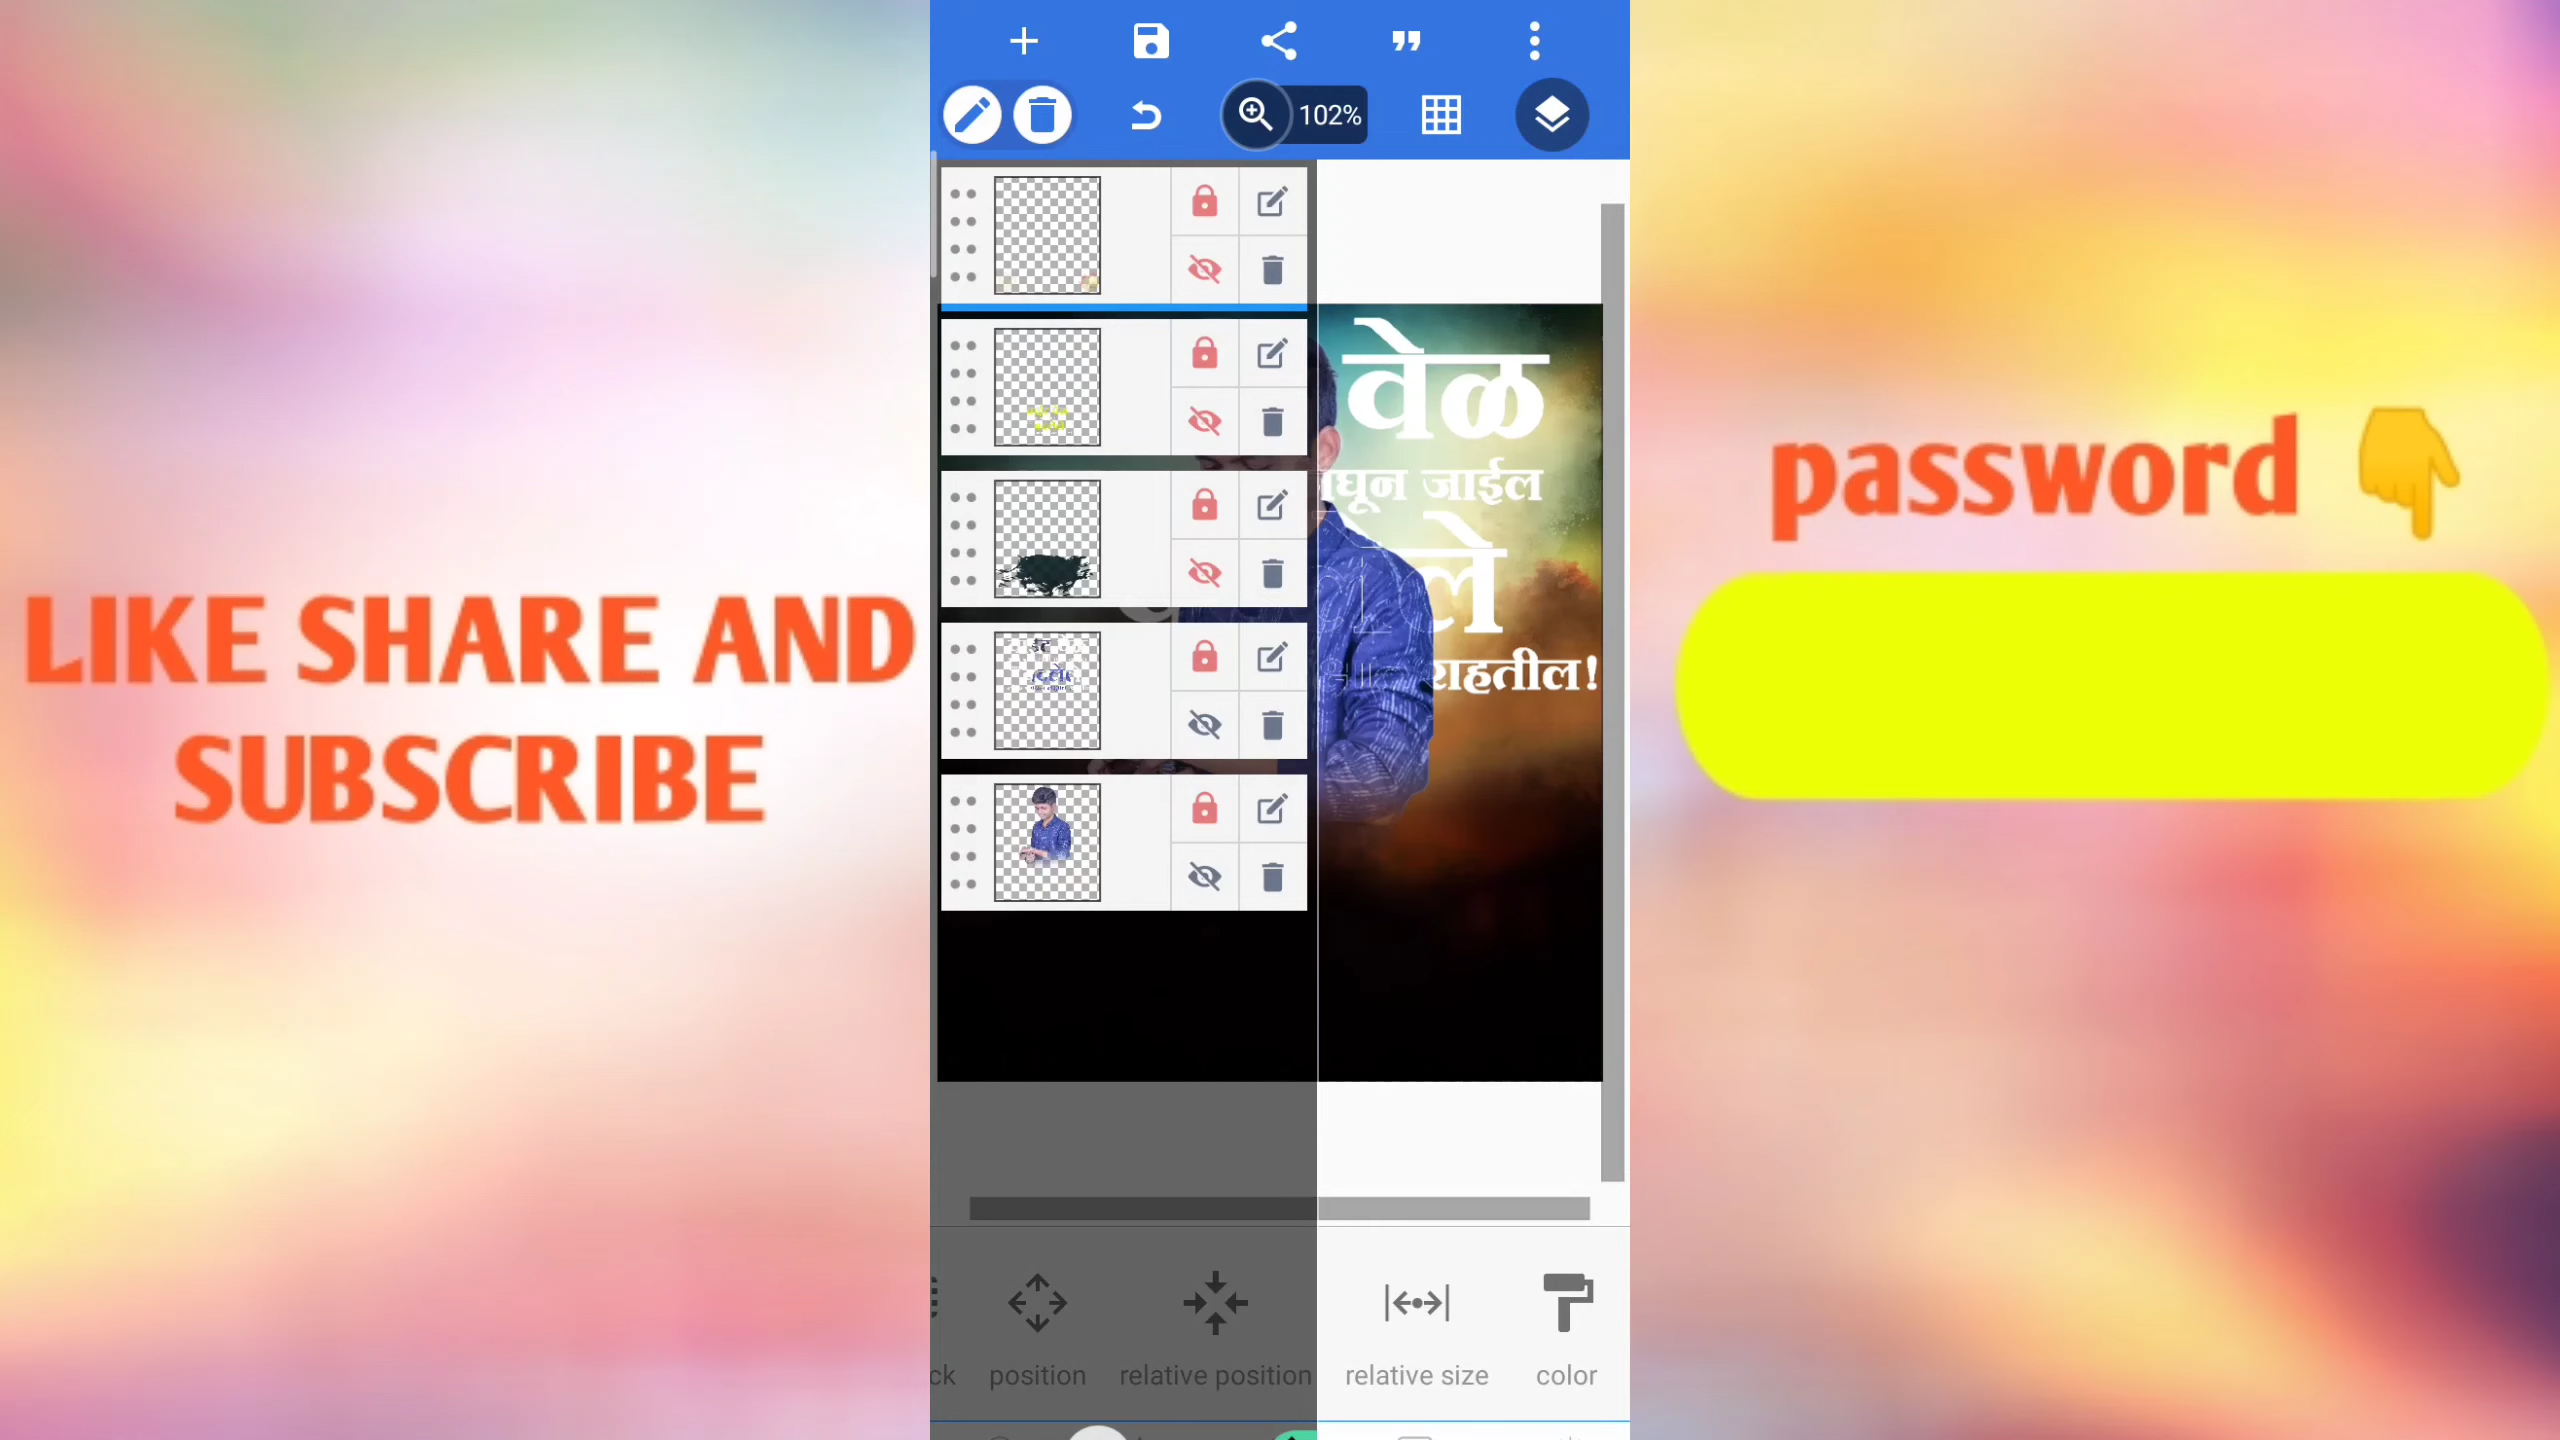 LIKE SHARE AND
SUBSCRIBE
102%
वेळ
घून जाईल
ले
राहतील!
position
relative position
relative size
color
password